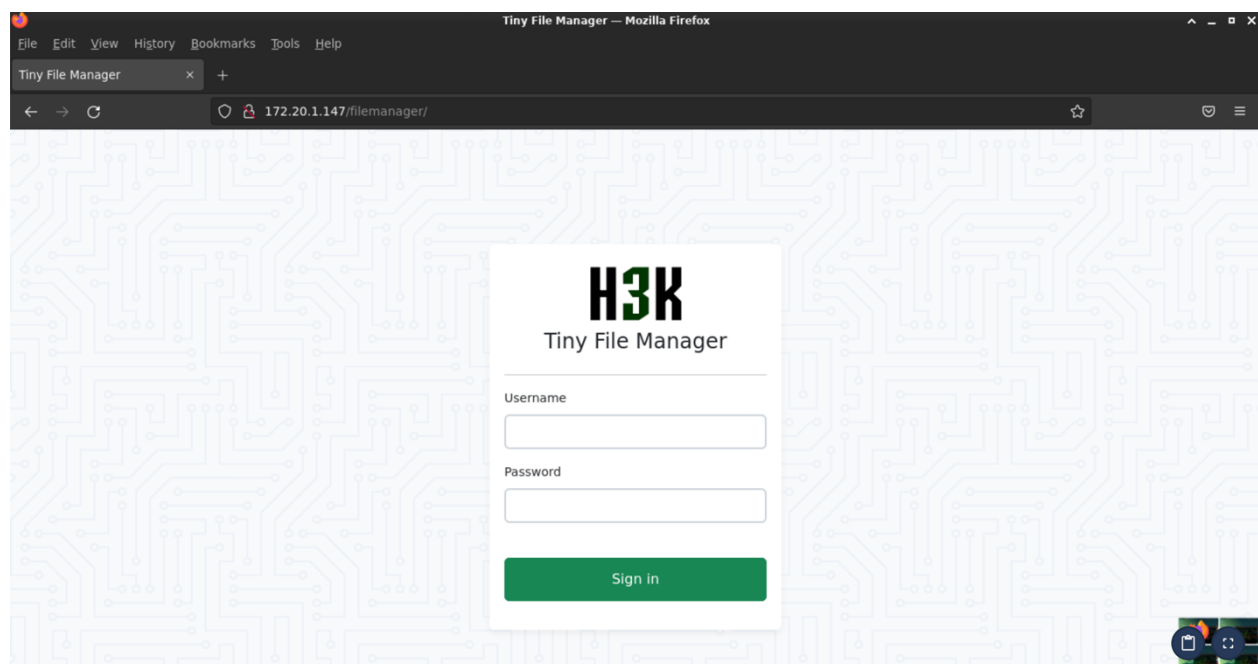 Tiny File Manager — Mozilla Firefox
File Edit View History Bookmarks Tools Help
Tiny File Manager
172.20.1.147/filemanager/
H3K
Tiny File Manager
Username
Password
Sign in